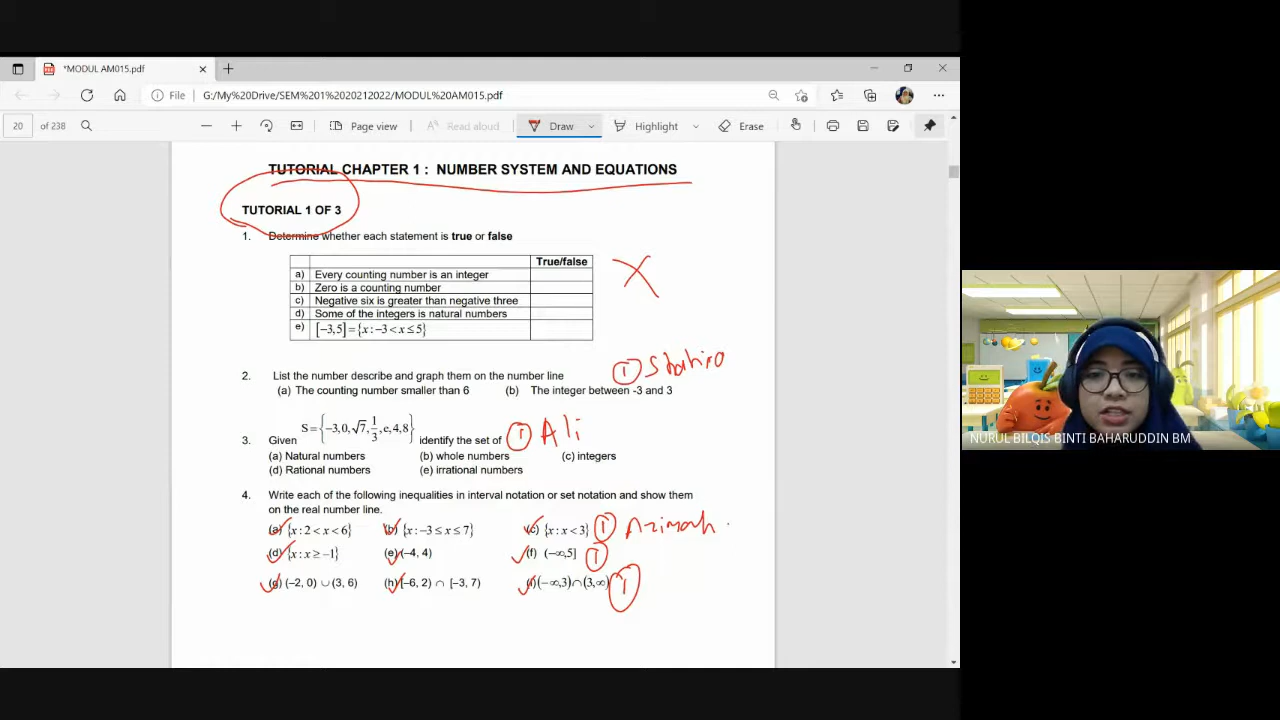 *MODUL AM015.pdf
File G:/My%20Drive/SEM%201%2020212022/MODUL%20AM015.pdf
20 of 238 Page view Read aloud Draw Highlight Erase
TUTORIAL CHAPTER 1 : NUMBER SYSTEM AND EQUATIONS
TUTORIAL 1 OF 3
1. Determine whether each statement is true or false
True/false
a) Every counting number is an integer
b) Zero is a counting number
c) Negative six is greater than negative three
d) Some of the integers is natural numbers
e) [−3,5] = {x : −3 < x ≤ 5}
X
2. List the number describe and graph them on the number line
① 
(a) The counting number smaller than 6 (b) The integer between -3 and 3
3. Given S = {−3, 0, √7, 1/3, e, 4, 8} identify the set of
① Ali
(a) Natural numbers (b) whole numbers (c) integers
(d) Rational numbers (e) irrational numbers
4. Write each of the following inequalities in interval notation or set notation and show them
on the real number line.
(a) {x : 2 < x < 6} (b) {x : −3 ≤ x ≤ 7} (c) {x : x < 3} ① Azimah
(d) {x : x ≥ −1} (e) (−4, 4) (f) (−∞,5] ①
(g) (−2, 0) ∪ (3, 6) (h) [−6, 2) ∩ [−3, 7) (i) (−∞,3) ∩ (3,∞) ①
NURUL BILQIS BINTI BAHARUDDIN BM